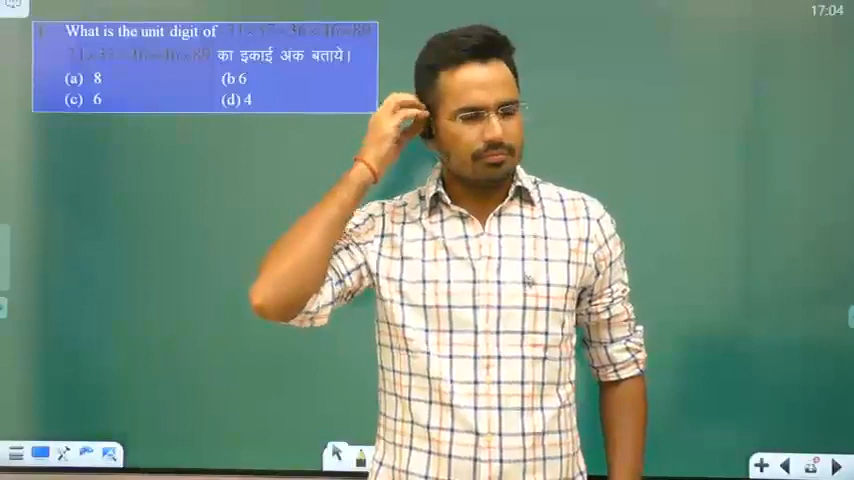 17:04
What is the unit digit of
का इकाई अंक बतायें।
(a) 8 (b 6
(c) 6 (d) 4